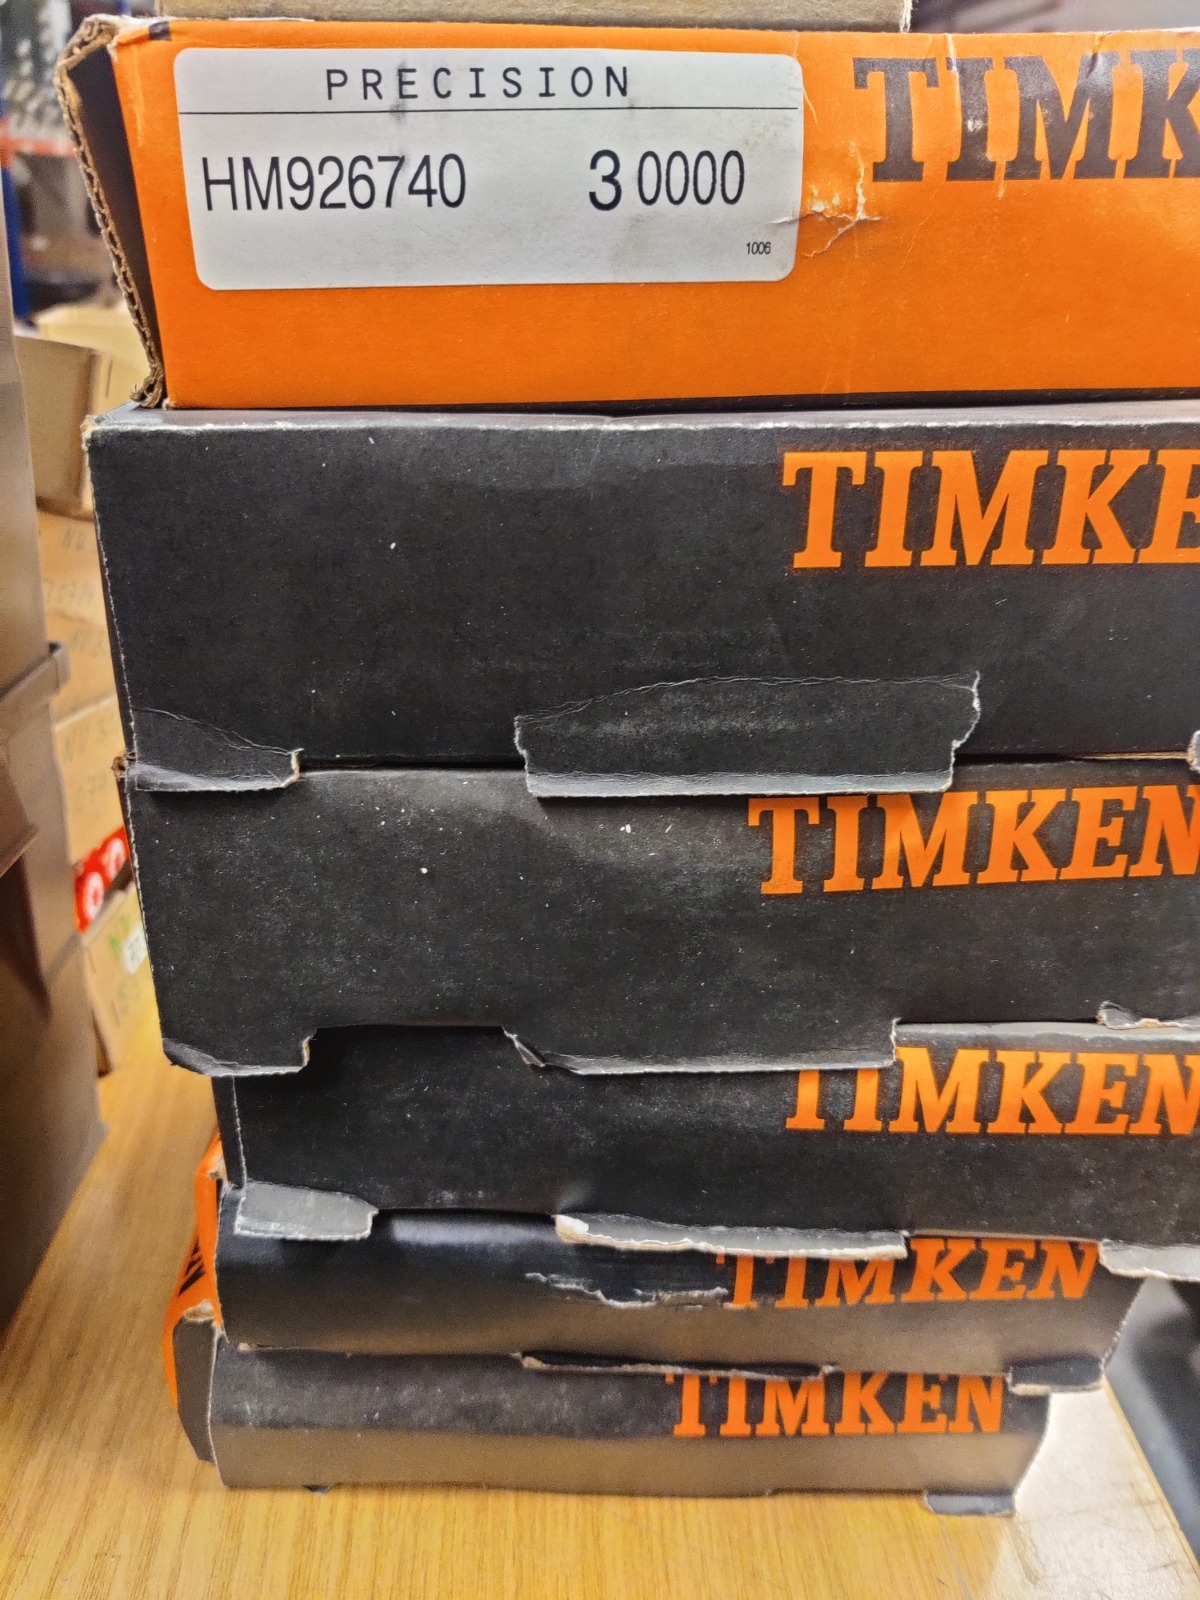 PRECISION
TIMK
HM926740 3 0000
1006
TIMKE
TIMKEN
TIMKEN
TIMKEN
TIMKEN